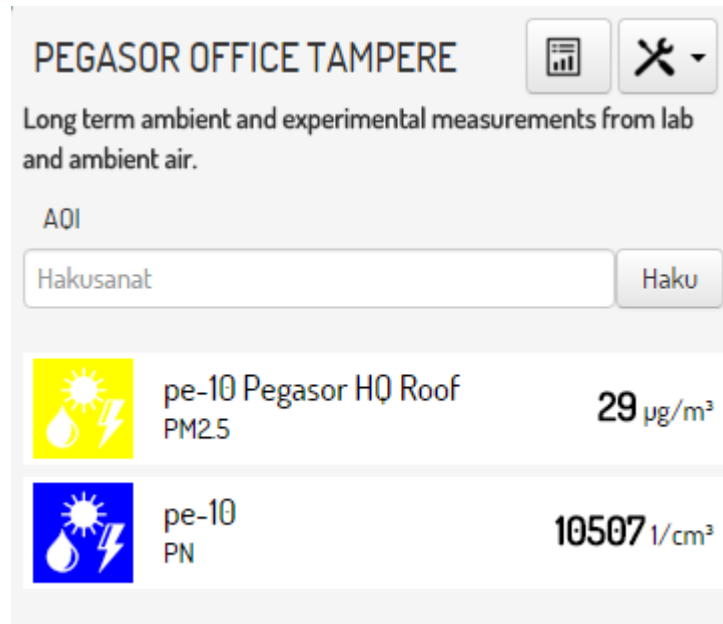 PEGASOR OFFICE TAMPERE
Long term ambient and experimental measurements from lab
and ambient air.
AQI
Hakusanat
Haku
pe-10 Pegasor HQ Roof
29 µg/m³
PM2.5
pe-10
10507 1/cm³
PN